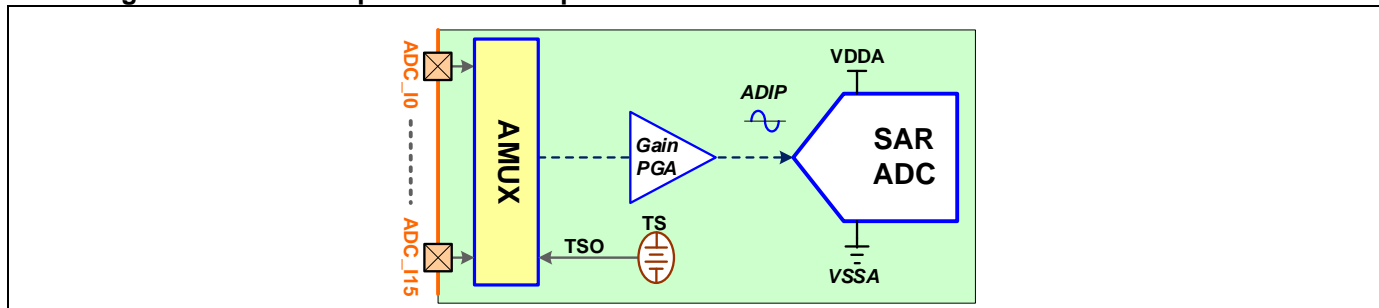 ADC_I0
ADC_I15
AMUX
Gain
PGA
TSO
TS
ADIP
VDDA
SAR
ADC
VSSA